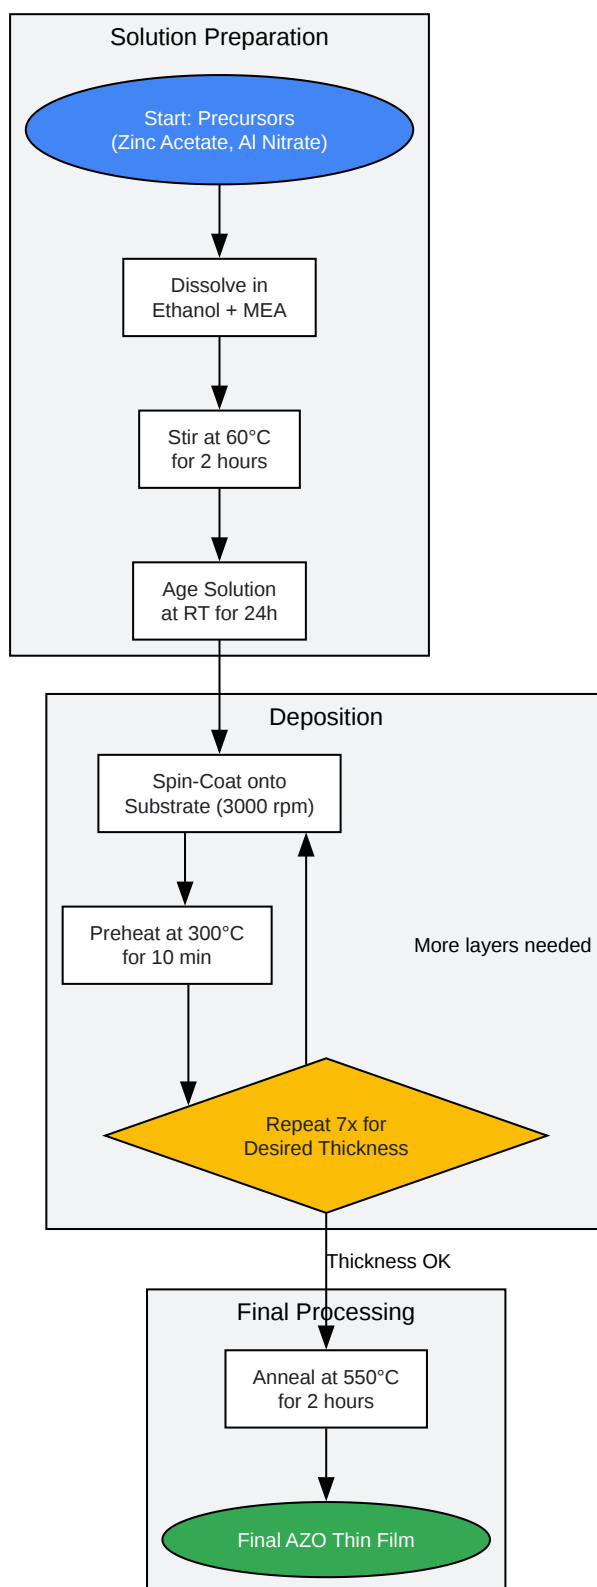 Solution Preparation
Start: Precursors
(Zinc Acetate, Al Nitrate)
Dissolve in
Ethanol + MEA
Stir at 60°C
for 2 hours
Age Solution
at RT for 24h
Deposition
Spin-Coat onto
Substrate (3000 rpm)
Preheat at 300°C
for 10 min
More layers needed
Repeat 7x for
Desired Thickness
Thickness OK
Final Processing
Anneal at 550°C
for 2 hours
Final AZO Thin Film